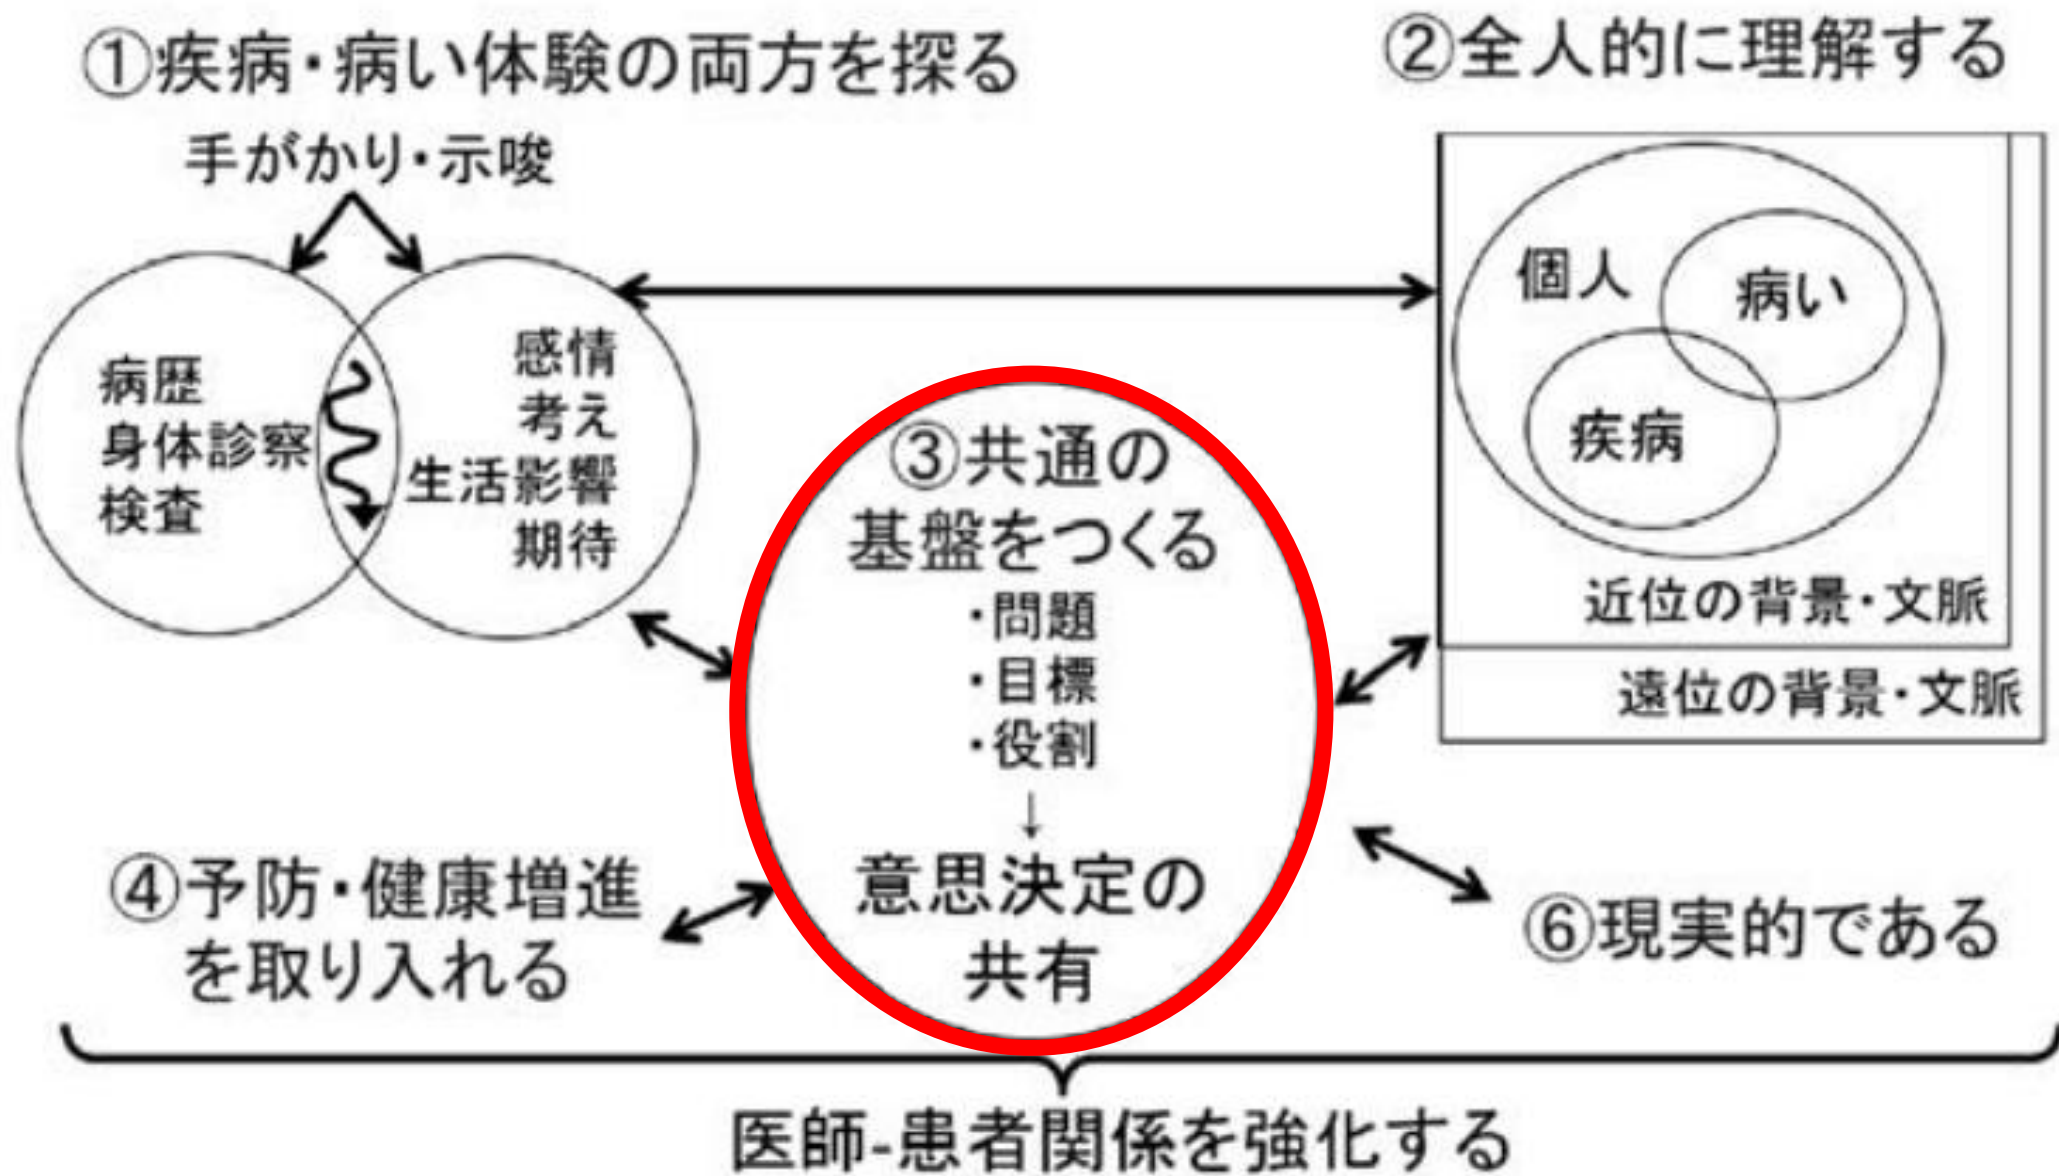 ①疾病・病い体験の両方を探る
手がかり・示唆
病歴
身体診察
検査
感情
考え
生活影響
期待
②全人的に理解する
個人
病い
疾病
近位の背景・文脈
遠位の背景・文脈
③共通の
基盤をつくる
・問題
・目標
・役割
↓
意思決定の
共有
④予防・健康増進
を取り入れる
⑥現実的である
医師-患者関係を強化する